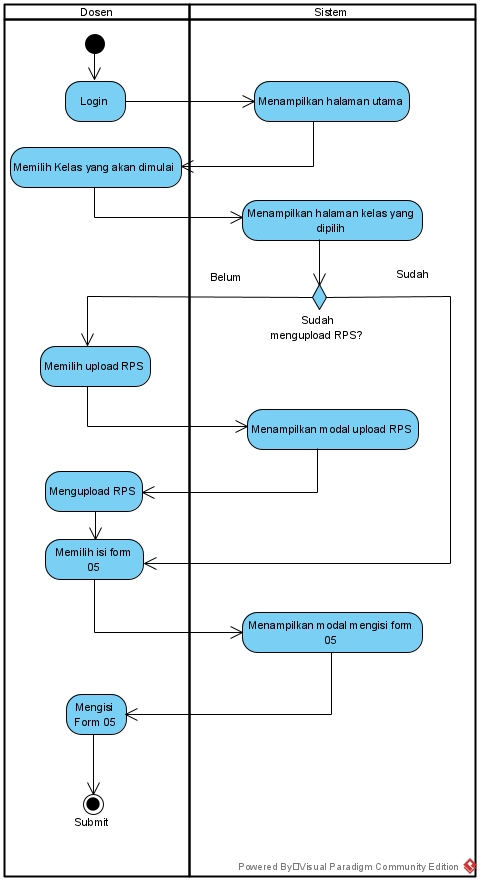 Dosen
Sistem
Login
Menampilkan halaman utama
Memilih Kelas yang akan dimulai
Menampilkan halaman kelas yang
dipilih
Belum
Sudah
Sudah
mengupload RPS?
Memilih upload RPS
Menampilkan modal upload RPS
Mengupload RPS
Memilih isi form
05
Menampilkan modal mengisi form
05
Mengisi
Form 05
Submit
Powered By Visual Paradigm Community Edition